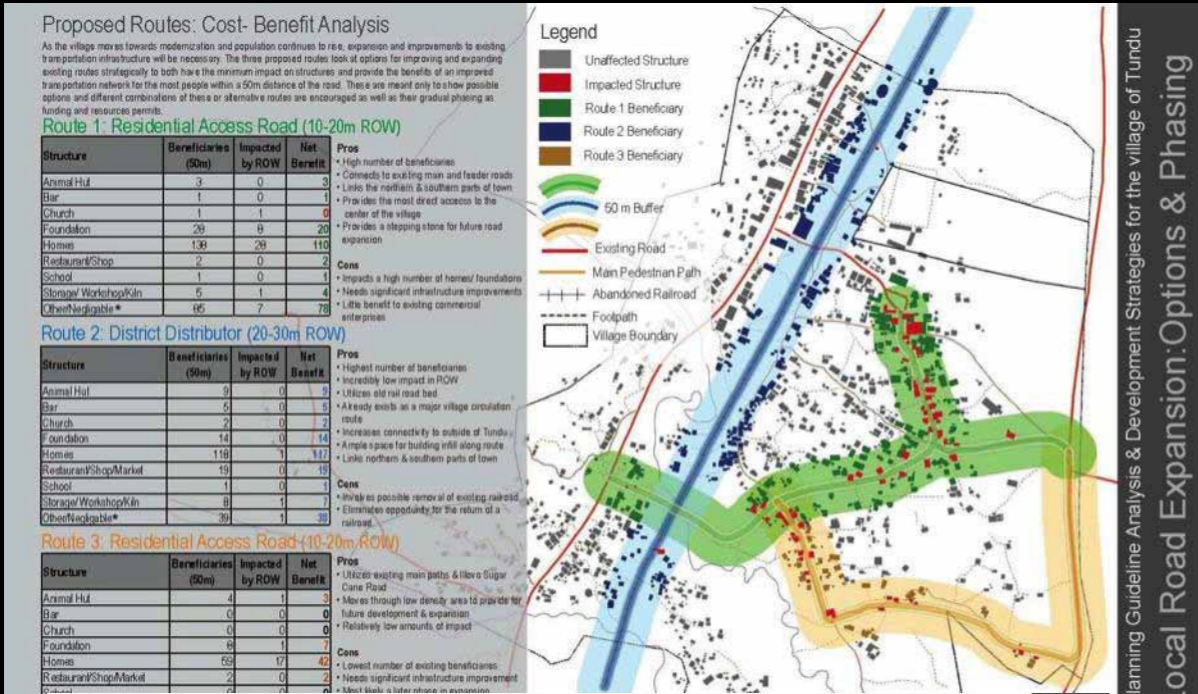 Proposed Routes: Cost- Benefit Analysis
As the village moves towards modernization and population continues to rise, expansion and improvements to existing
transportation infrastructure will be necessary. The three proposed routes look at options for improving and expanding
existing routes strategically to both have the minimum impact on structures and provide the benefits of an improved
transportation network for the most people within a 50m distance of the road. These are meant only to show possible
options and different combinations of these or alternative routes are encouraged as well as their gradual phasing as
funding and resources permits.
Route 1: Residential Access Road (10-20m ROW)
Structure Beneficiaries (50m) Impacted by ROW Net Benefit
Animal Hut 3 0 3
Bar 1 0 1
Church 1 1 0
Foundation 28 8 20
Homes 138 28 110
Restaurant/Shop 2 0 2
School 1 0 1
Storage/ Workshop/Kiln 5 1 4
Other/Negligable* 85 7 78
Pros
• High number of beneficiaries
• Connects to existing main and feeder roads
• Links the northern & southern parts of town
• Provides the most direct access to the
center of the village
• Provides a stepping stone for future road
expansion
Cons
• Impacts a high number of homes/ foundations
• Needs significant infrastructure improvements
• Little benefit to existing commercial
enterprises
Route 2: District Distributor (20-30m ROW)
Structure Beneficiaries (50m) Impacted by ROW Net Benefit
Animal Hut 9 0 9
Bar 5 0 5
Church 2 0 2
Foundation 14 0 14
Homes 118 1 117
Restaurant/Shop/Market 19 0 19
School 1 0 1
Storage/ Workshop/Kiln 8 1 7
Other/Negligable* 39 1 38
Pros
• Highest number of beneficiaries
• Incredibly low impact in ROW
• Utilizes old rail road bed
• Already exists as a major village circulation
route
• Increases connectivity to outside of Tundu
• Ample space for building infill along route
• Links northern & southern parts of town
Cons
• Involves possible removal of existing railroad
• Eliminates opportunity for the return of a
railroad
Route 3: Residential Access Road (10-20m ROW)
Structure Beneficiaries (50m) Impacted by ROW Net Benefit
Animal Hut 4 1 3
Bar 0 0 0
Church 0 0 0
Foundation 8 1 7
Homes 59 17 42
Restaurant/Shop/Market 2 0 2
School 0 0 0
Pros
• Utilizes existing main paths & Illovo Sugar
Cane Road
• Moves through low density area to provide for
future development & expansion
• Relatively low amounts of impact
Cons
• Lowest number of existing beneficiaries
• Needs significant infrastructure improvement
• Most likely a later phase in expansion
Legend
Unaffected Structure
Impacted Structure
Route 1 Beneficiary
Route 2 Beneficiary
Route 3 Beneficiary
50 m Buffer
Existing Road
Main Pedestrian Path
Abandoned Railroad
Footpath
Village Boundary
anning Guideline Analysis & Development Strategies for the village of Tundu
ocal Road Expansion:Options & Phasing